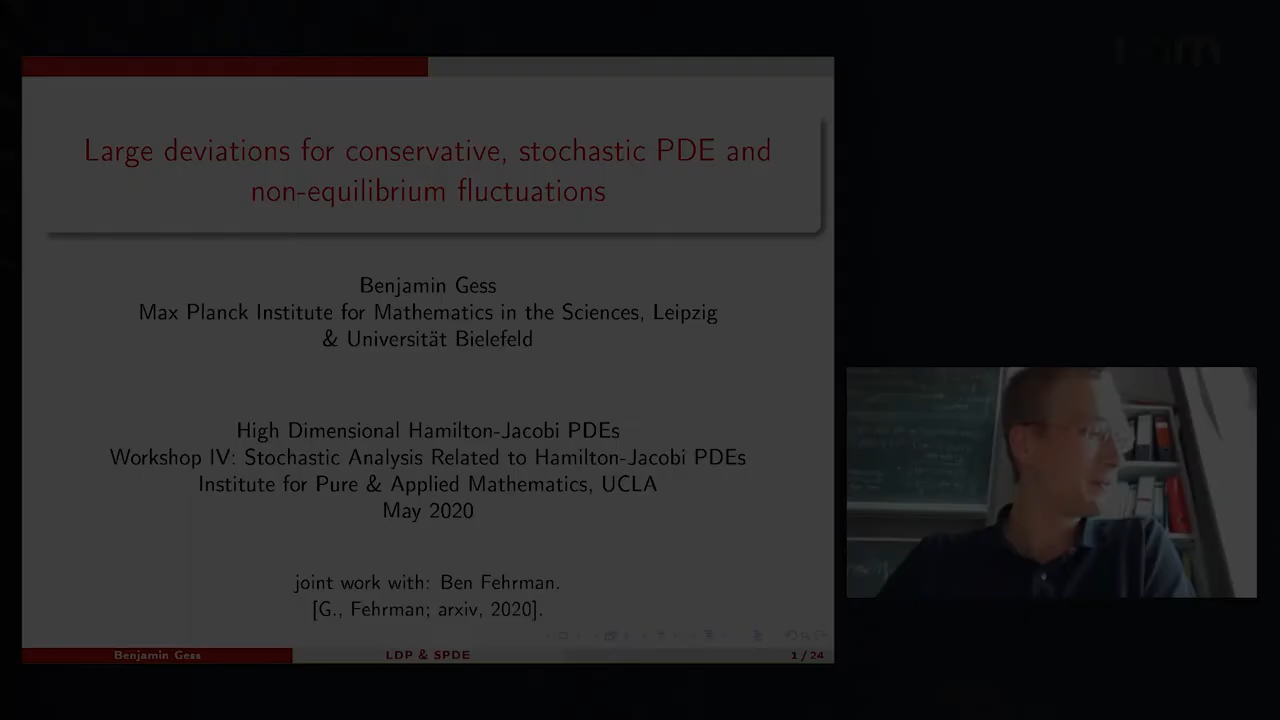 Large deviations for conservative, stochastic PDE and
non-equilibrium fluctuations
Benjamin Gess
Max Planck Institute for Mathematics in the Sciences, Leipzig
& Universität Bielefeld
High Dimensional Hamilton-Jacobi PDEs
Workshop IV: Stochastic Analysis Related to Hamilton-Jacobi PDEs
Institute for Pure & Applied Mathematics, UCLA
May 2020
joint work with: Ben Fehrman.
[G., Fehrman; arxiv, 2020].
Benjamin Gess LDP & SPDE 1 / 24